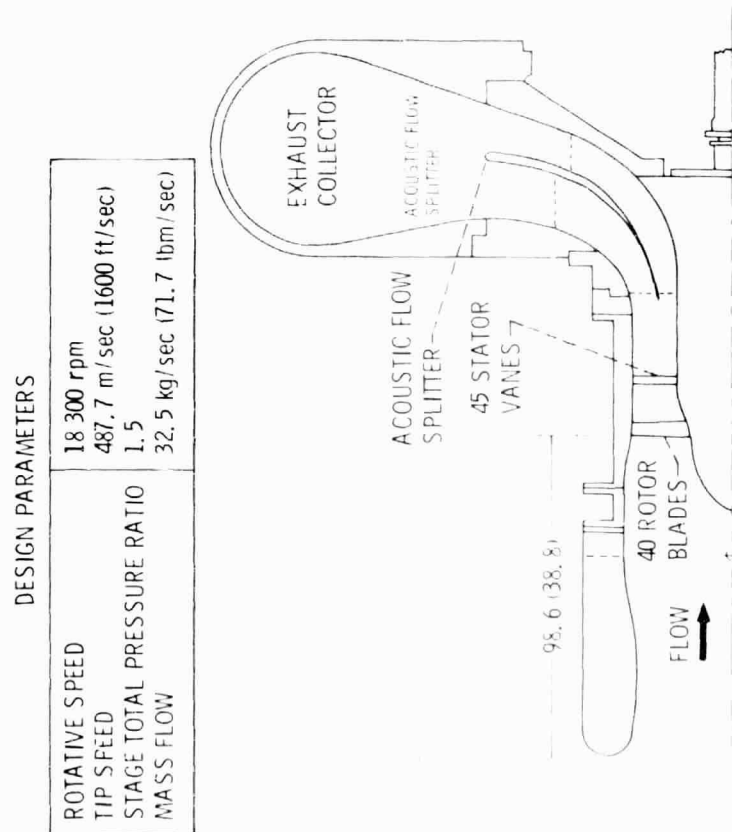 DESIGN PARAMETERS
ROTATIVE SPEED 18 300 rpm
TIP SPEED 487.7 m/sec (1600 ft/sec)
STAGE TOTAL PRESSURE RATIO 1.5
MASS FLOW 32.5 kg/sec (71.7 lbm/sec)
EXHAUST
COLLECTOR
ACOUSTIC FLOW
SPLITTER
ACOUSTIC FLOW
SPLITTER
45 STATOR
VANES
98.6 (38.8)
40 ROTOR
BLADES
FLOW